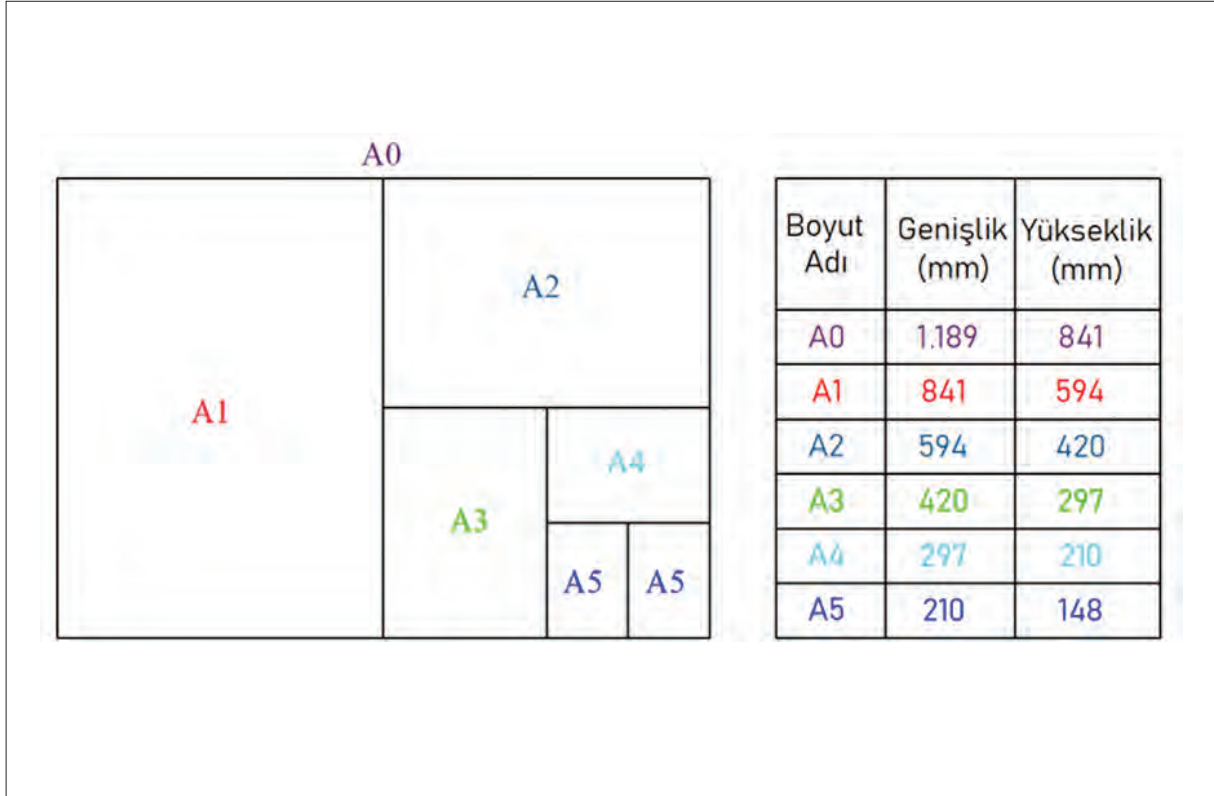 A0
A1
A2
A3
A4
A5 A5
Boyut Adı Genişlik (mm) Yükseklik (mm)
A0 1.189 841
A1 841 594
A2 594 420
A3 420 297
A4 297 210
A5 210 148